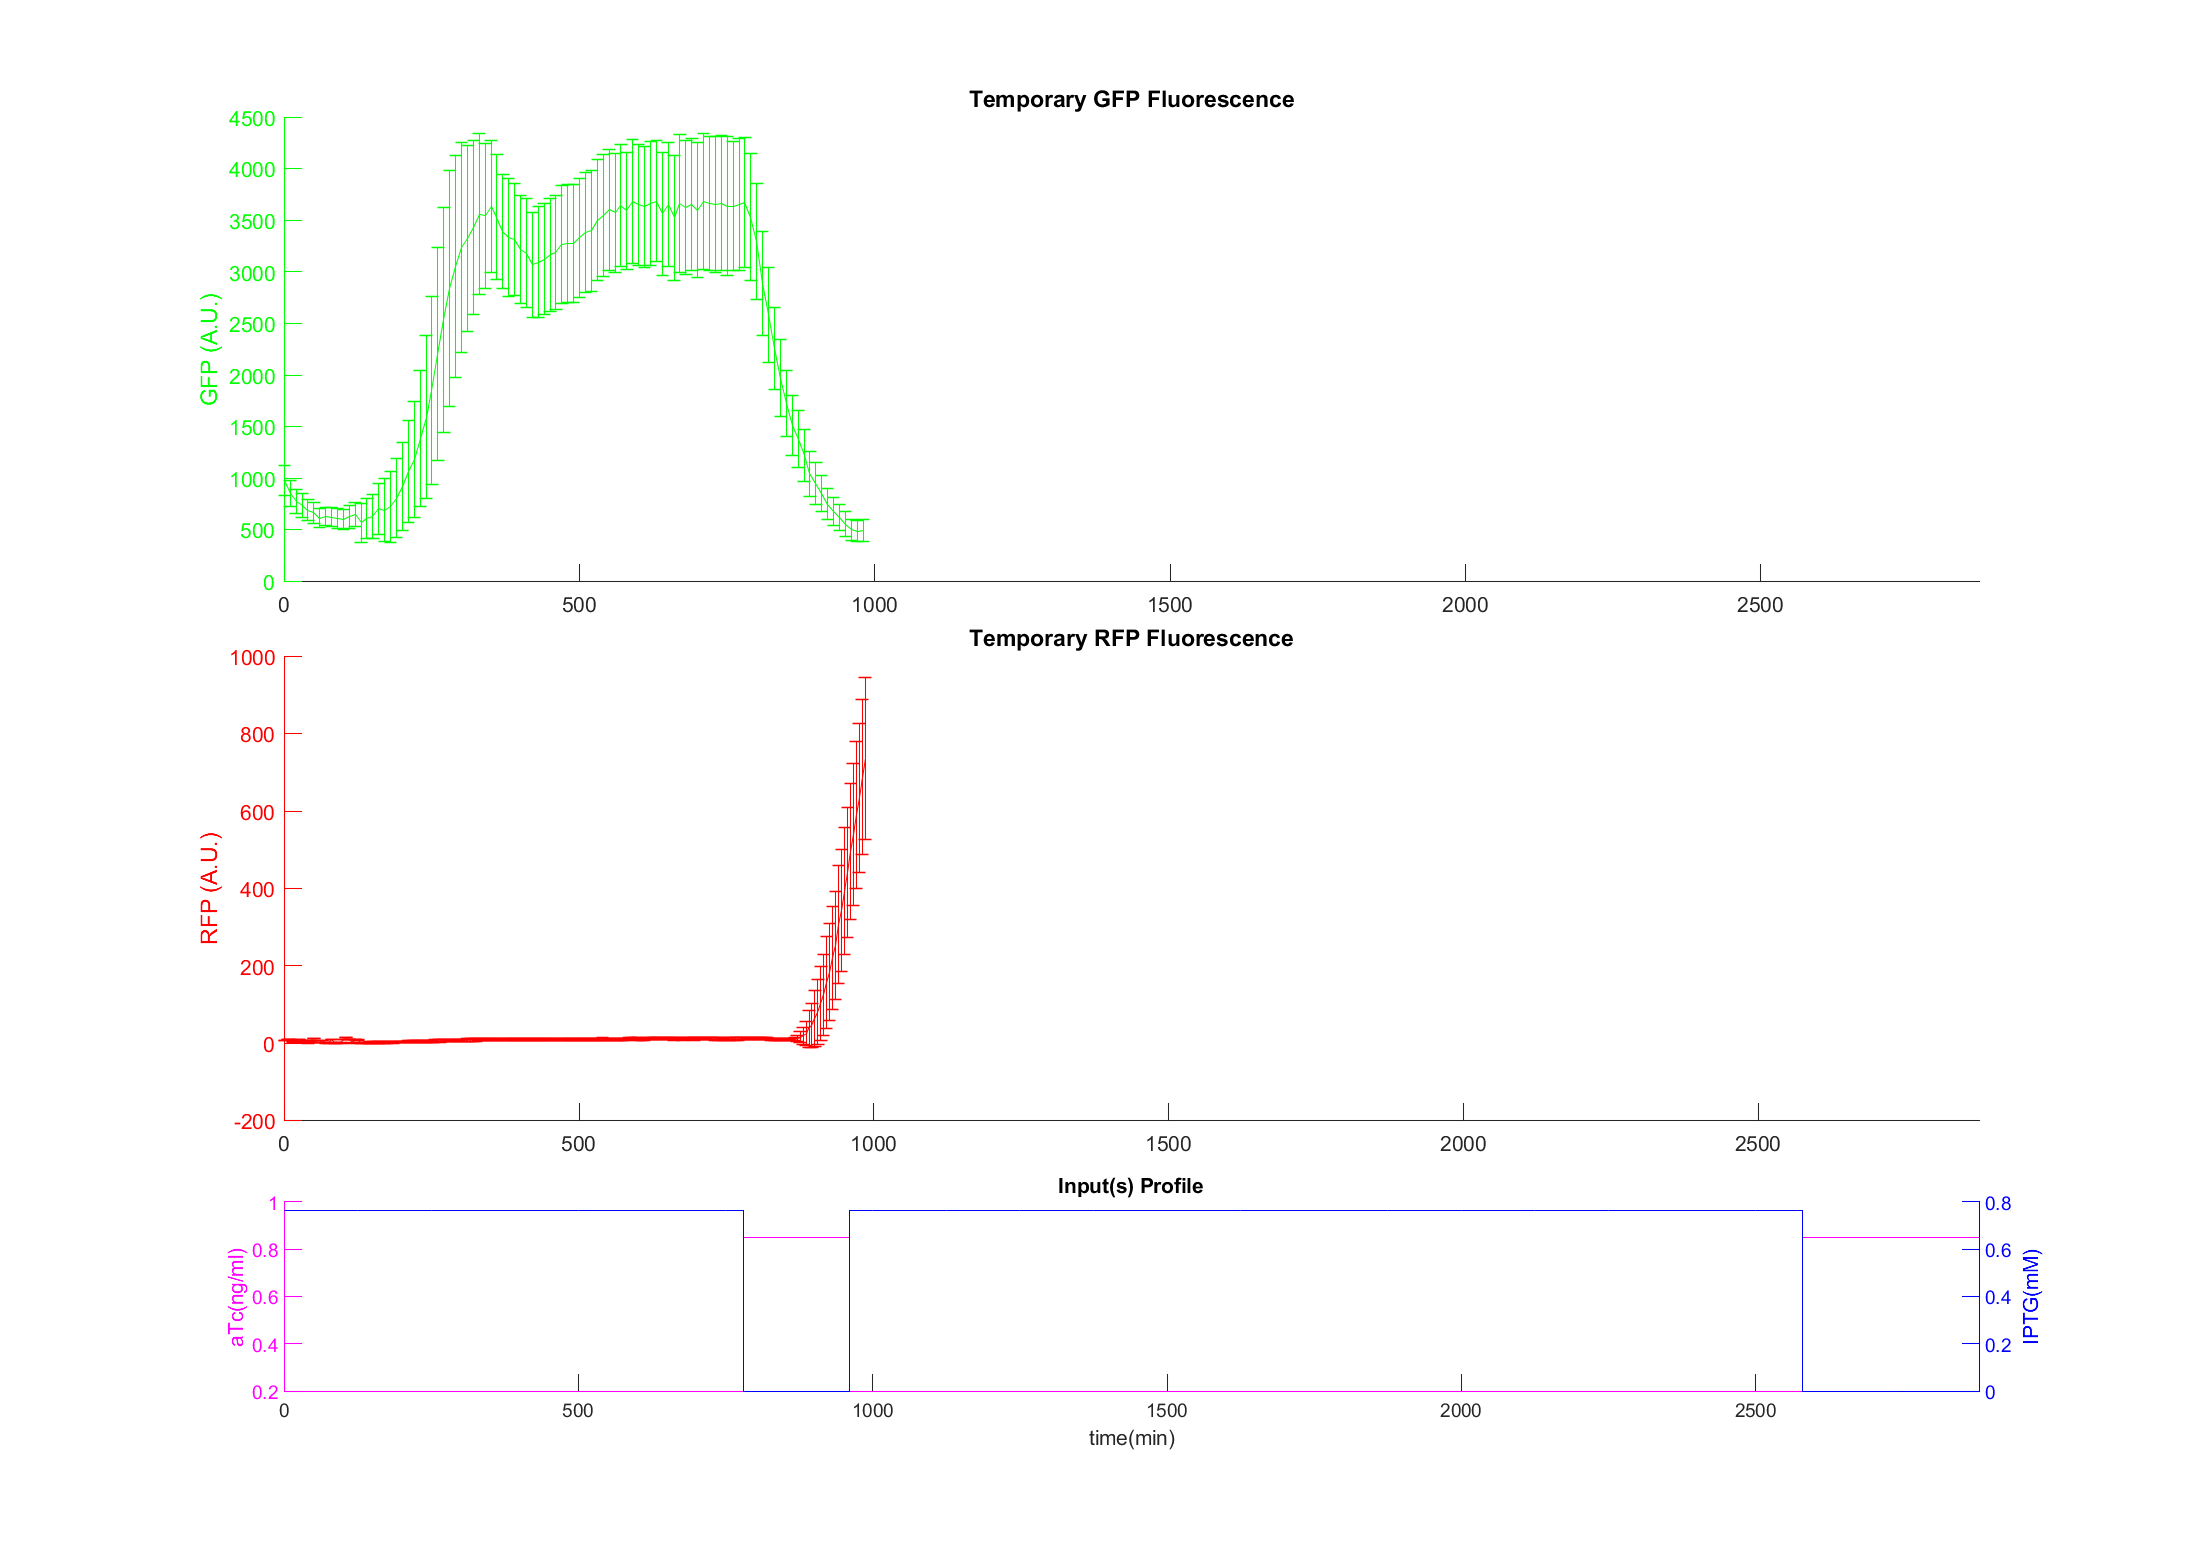 Temporary GFP Fluorescence
4500
4000
3500
3000
2500
2000
1500
1000
500
0
GFP (A.U.)
0 500 1000 1500 2000 2500
Temporary RFP Fluorescence
1000
800
600
400
200
0
-200
RFP (A.U.)
0 500 1000 1500 2000 2500
Input(s) Profile
1
0.8
0.6
0.4
0.2
aTc(ng/ml)
0.8
0.6
0.4
0.2
0
IPTG(mM)
0 500 1000 1500 2000 2500
time(min)